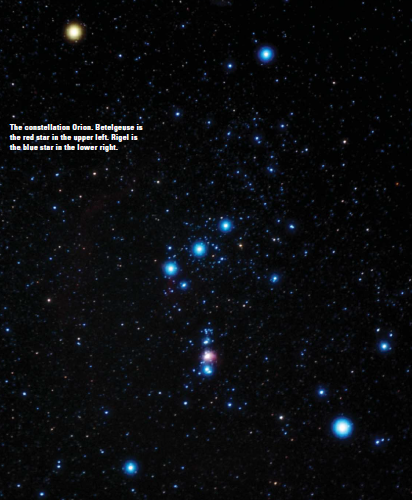 The constellation Orion. Betelgeuse is
the red star in the upper left. Rigel is
the blue star in the lower right.